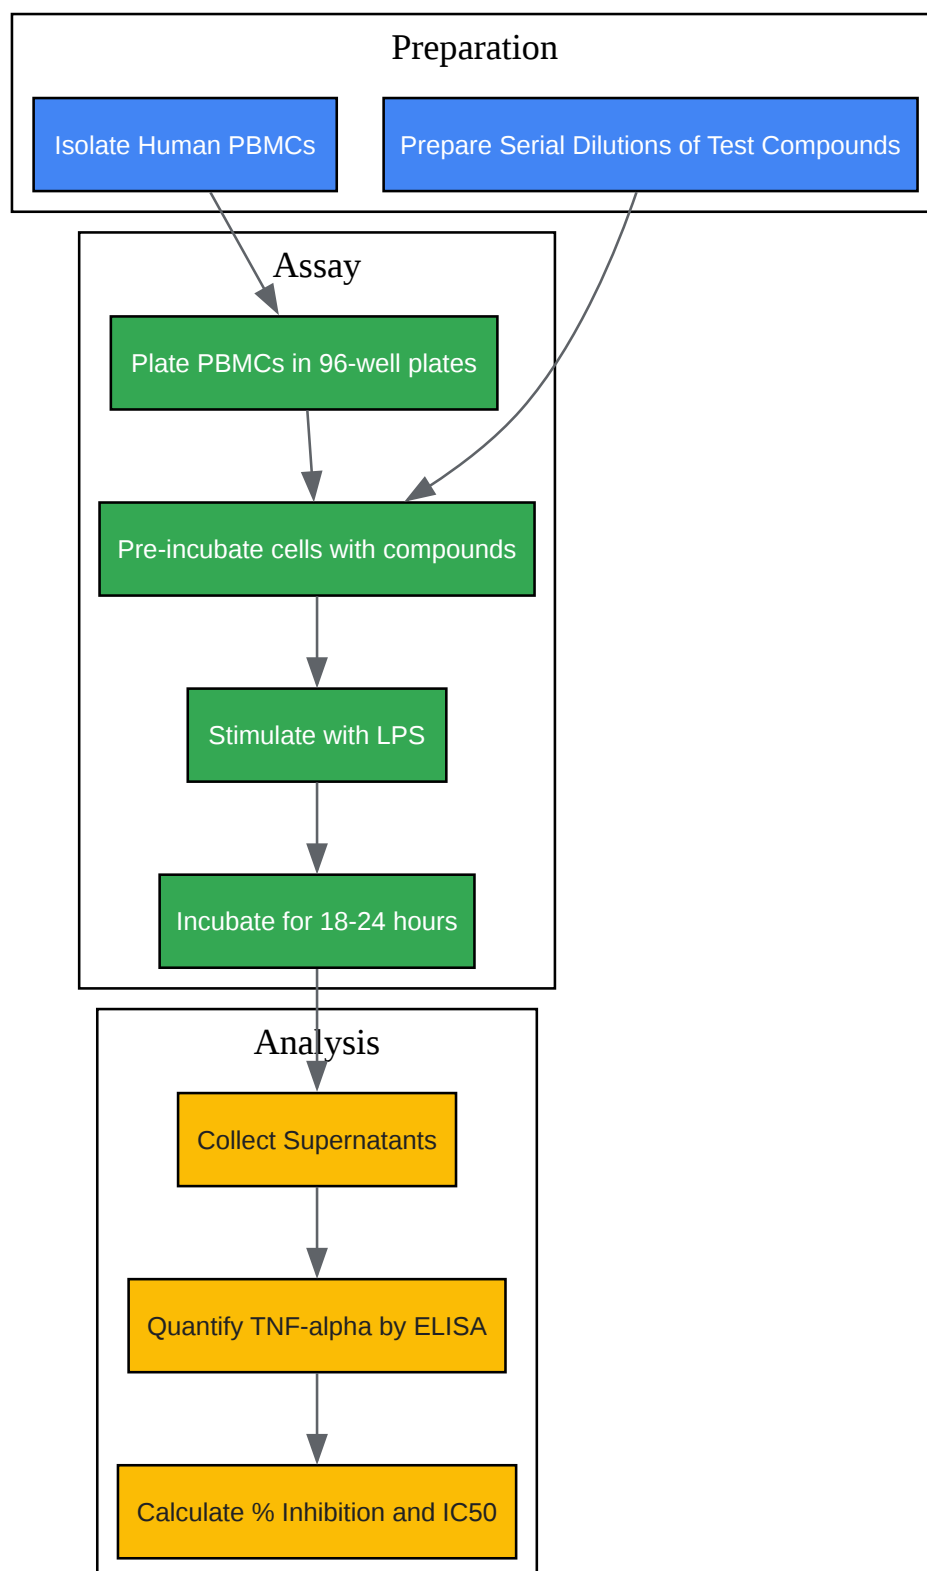 Preparation
Isolate Human PBMCs
Prepare Serial Dilutions of Test Compounds
Assay
Plate PBMCs in 96-well plates
Pre-incubate cells with compounds
Stimulate with LPS
Incubate for 18-24 hours
Analysis
Collect Supernatants
Quantify TNF-alpha by ELISA
Calculate % Inhibition and IC50